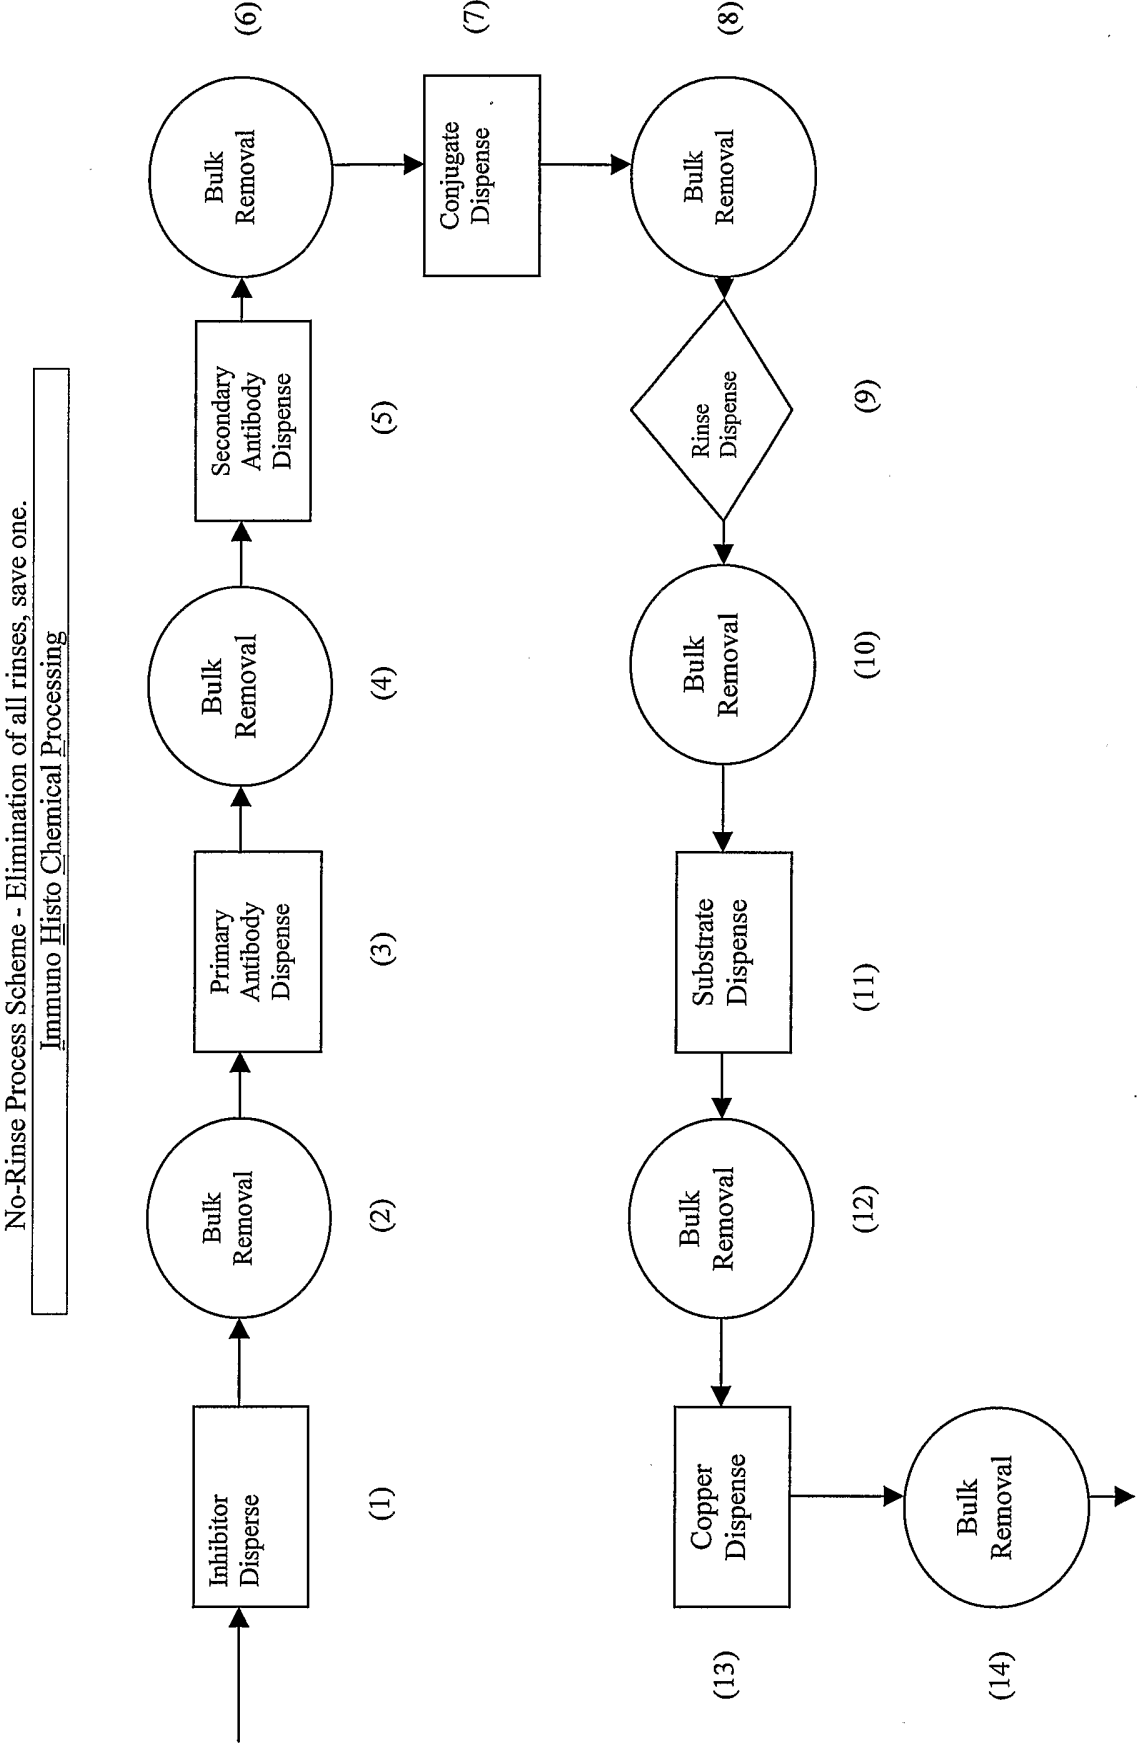 No-Rinse Process Scheme - Elimination of all rinses, save one.
Immuno Histo Chemical Processing
Inhibitor
Disperse
(1)
Bulk
Removal
(2)
Primary
Antibody
Dispense
(3)
Bulk
Removal
(4)
Secondary
Antibody
Dispense
(5)
Bulk
Removal
(6)
Conjugate
Dispense
(7)
Bulk
Removal
(8)
Rinse
Dispense
(9)
Bulk
Removal
(10)
Substrate
Dispense
(11)
Bulk
Removal
(12)
Copper
Dispense
(13)
Bulk
Removal
(14)